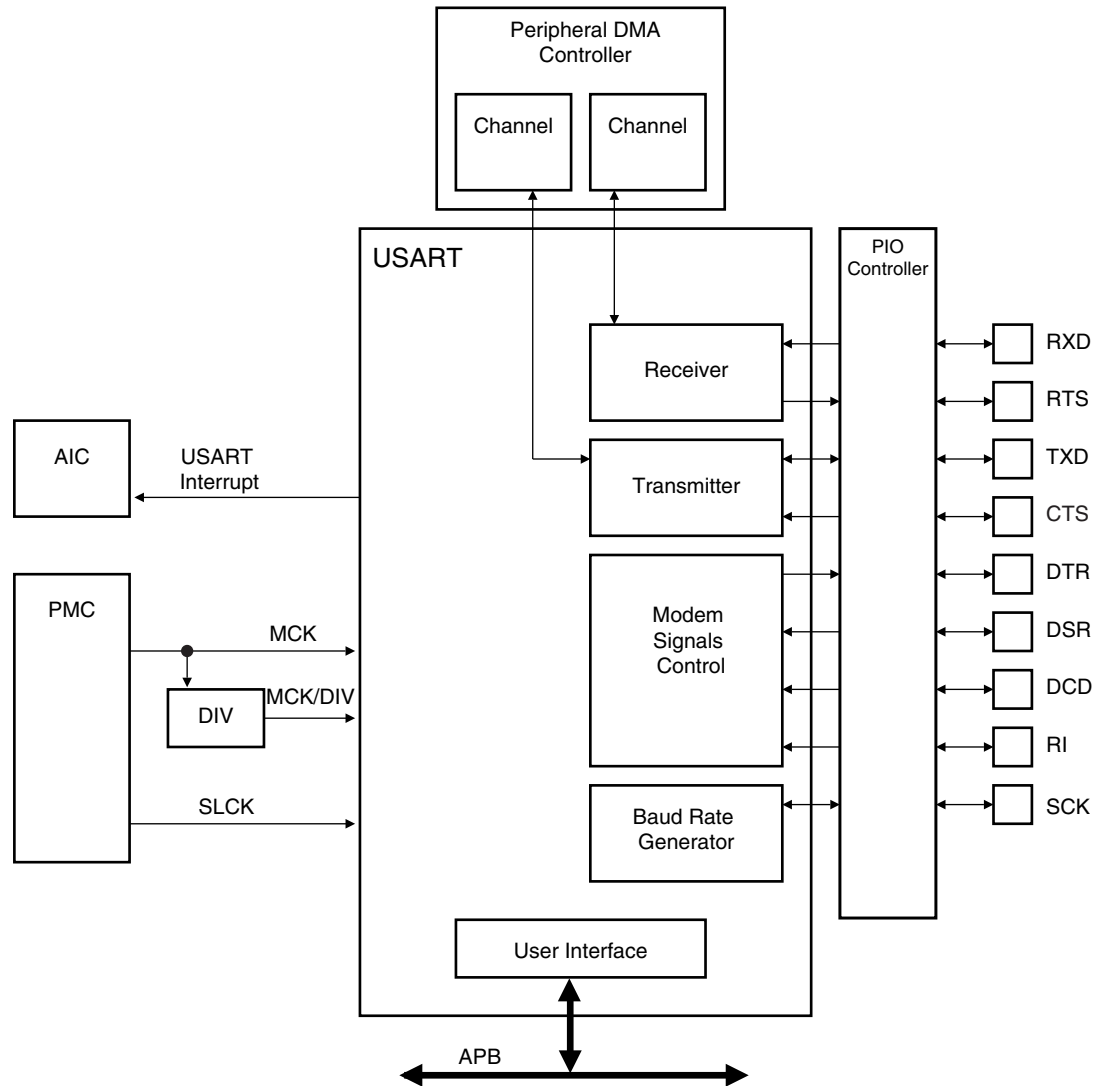 Peripheral DMA
Controller
Channel
Channel
USART
PIO
Controller
Receiver
RXD
RTS
AIC
USART
Interrupt
Transmitter
TXD
CTS
PMC
MCK
DIV
MCK/DIV
SLCK
Modem
Signals
Control
DTR
DSR
DCD
RI
Baud Rate
Generator
SCK
User Interface
APB